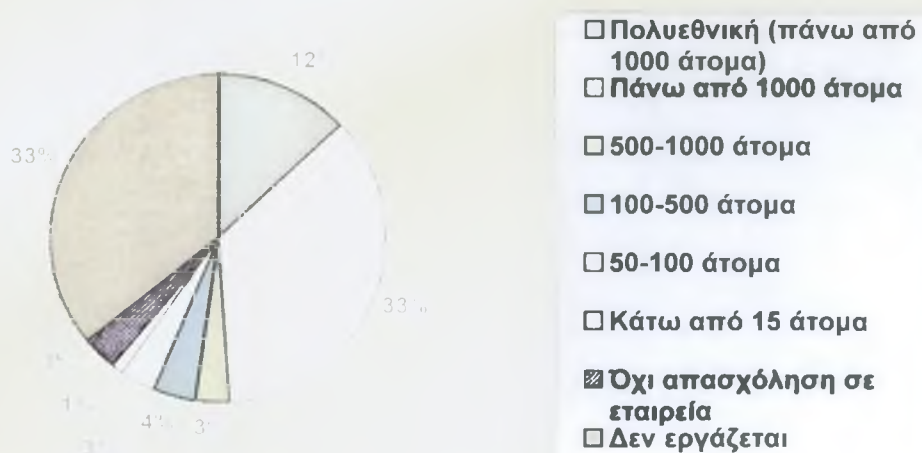 12
33%
33
4%
3
Πολυεθνική (πάνω από
1000 άτομα)
Πάνω από 1000 άτομα
500-1000 άτομα
100-500 άτομα
50-100 άτομα
Κάτω από 15 άτομα
Όχι απασχόληση σε
εταιρεία
Δεν εργάζεται